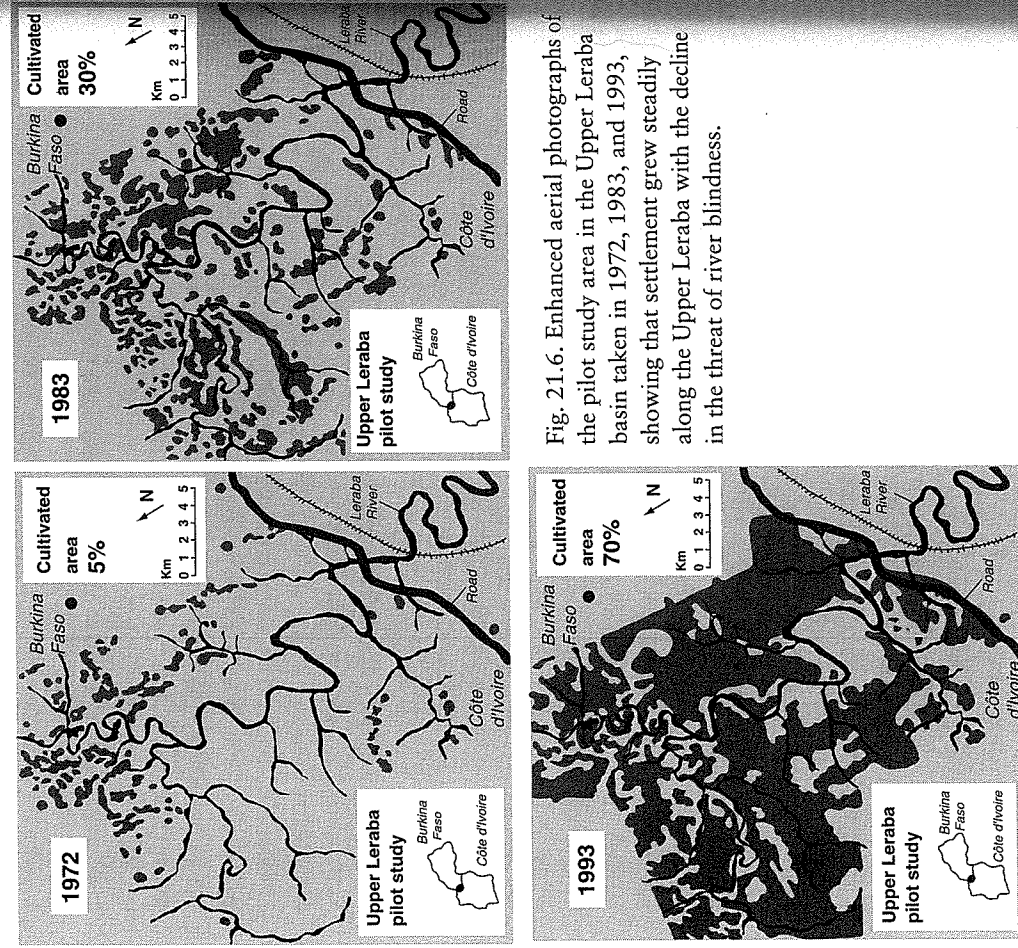 1972
Cultivated
area
5%
Burkina
Faso
Km
0 1 2 3 4 5
N
Leraba
River
Road
Côte
d'Ivoire
Upper Leraba
pilot study
Burkina
Faso
Côte d'Ivoire
1983
Cultivated
area
30%
Burkina
Faso
Km
0 1 2 3 4 5
N
Leraba
River
Road
Côte
d'Ivoire
Upper Leraba
pilot study
Burkina
Faso
Côte d'Ivoire
1993
Cultivated
area
70%
Burkina
Faso
Km
0 1 2 3 4 5
N
Leraba
River
Road
Côte
d'Ivoire
Upper Leraba
pilot study
Burkina
Faso
Côte d'Ivoire
Fig. 21.6. Enhanced aerial photographs of
the pilot study area in the Upper Leraba
basin taken in 1972, 1983, and 1993,
showing that settlement grew steadily
along the Upper Leraba with the decline
in the threat of river blindness.